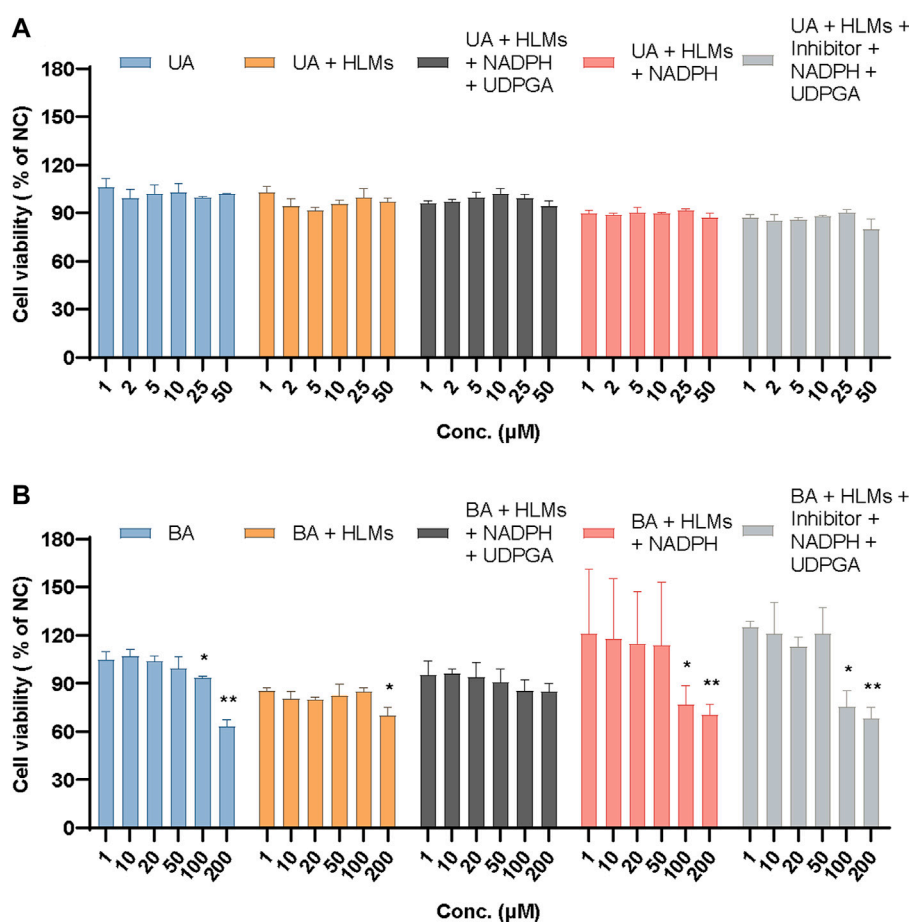 A
UA
UA + HLMs
UA + HLMs
+ NADPH
+ UDPGA
UA + HLMs
+ NADPH
UA + HLMs +
Inhibitor +
NADPH +
UDPGA
Cell viability ( % of NC)
180
150
120
90
60
30
0
1 2 5 10 25 50 1 2 5 10 25 50 1 2 5 10 25 50 1 2 5 10 25 50 1 2 5 10 25 50
Conc. (µM)
B
BA
BA + HLMs
BA + HLMs
+ NADPH
+ UDPGA
BA + HLMs
+ NADPH
BA + HLMs +
Inhibitor +
NADPH +
UDPGA
Cell viability ( % of NC)
180
150
120
90
60
30
0
* ** * * ** * **
1 10 20 50 100 200 1 10 20 50 100 200 1 10 20 50 100 200 1 10 20 50 100 200 1 10 20 50 100 200
Conc. (µM)